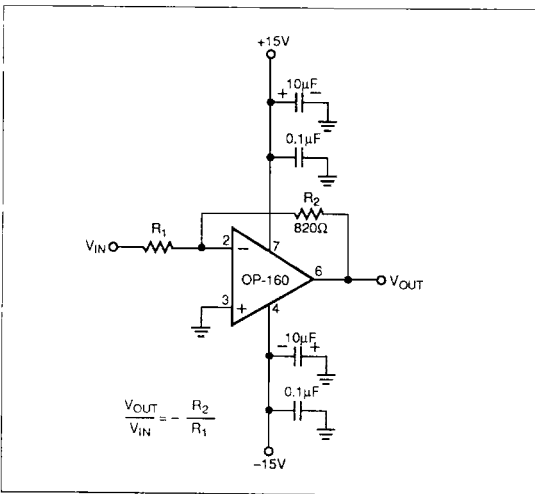 +15V
+ 10µF –
0.1µF
R2
820Ω
R1
VIN
2
–
7
OP-160
6
VOUT
3
+
4
– 10µF +
0.1µF
VOUT / VIN = – R2 / R1
–15V